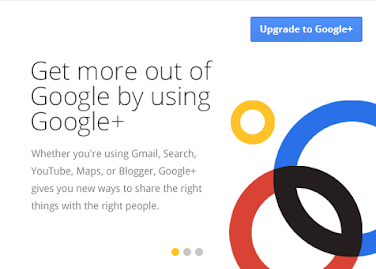 Upgrade to Google+
Get more out of
Google by using
Google+
Whether you're using Gmail, Search,
YouTube, Maps, or Blogger, Google+
gives you new ways to share the right
things with the right people.